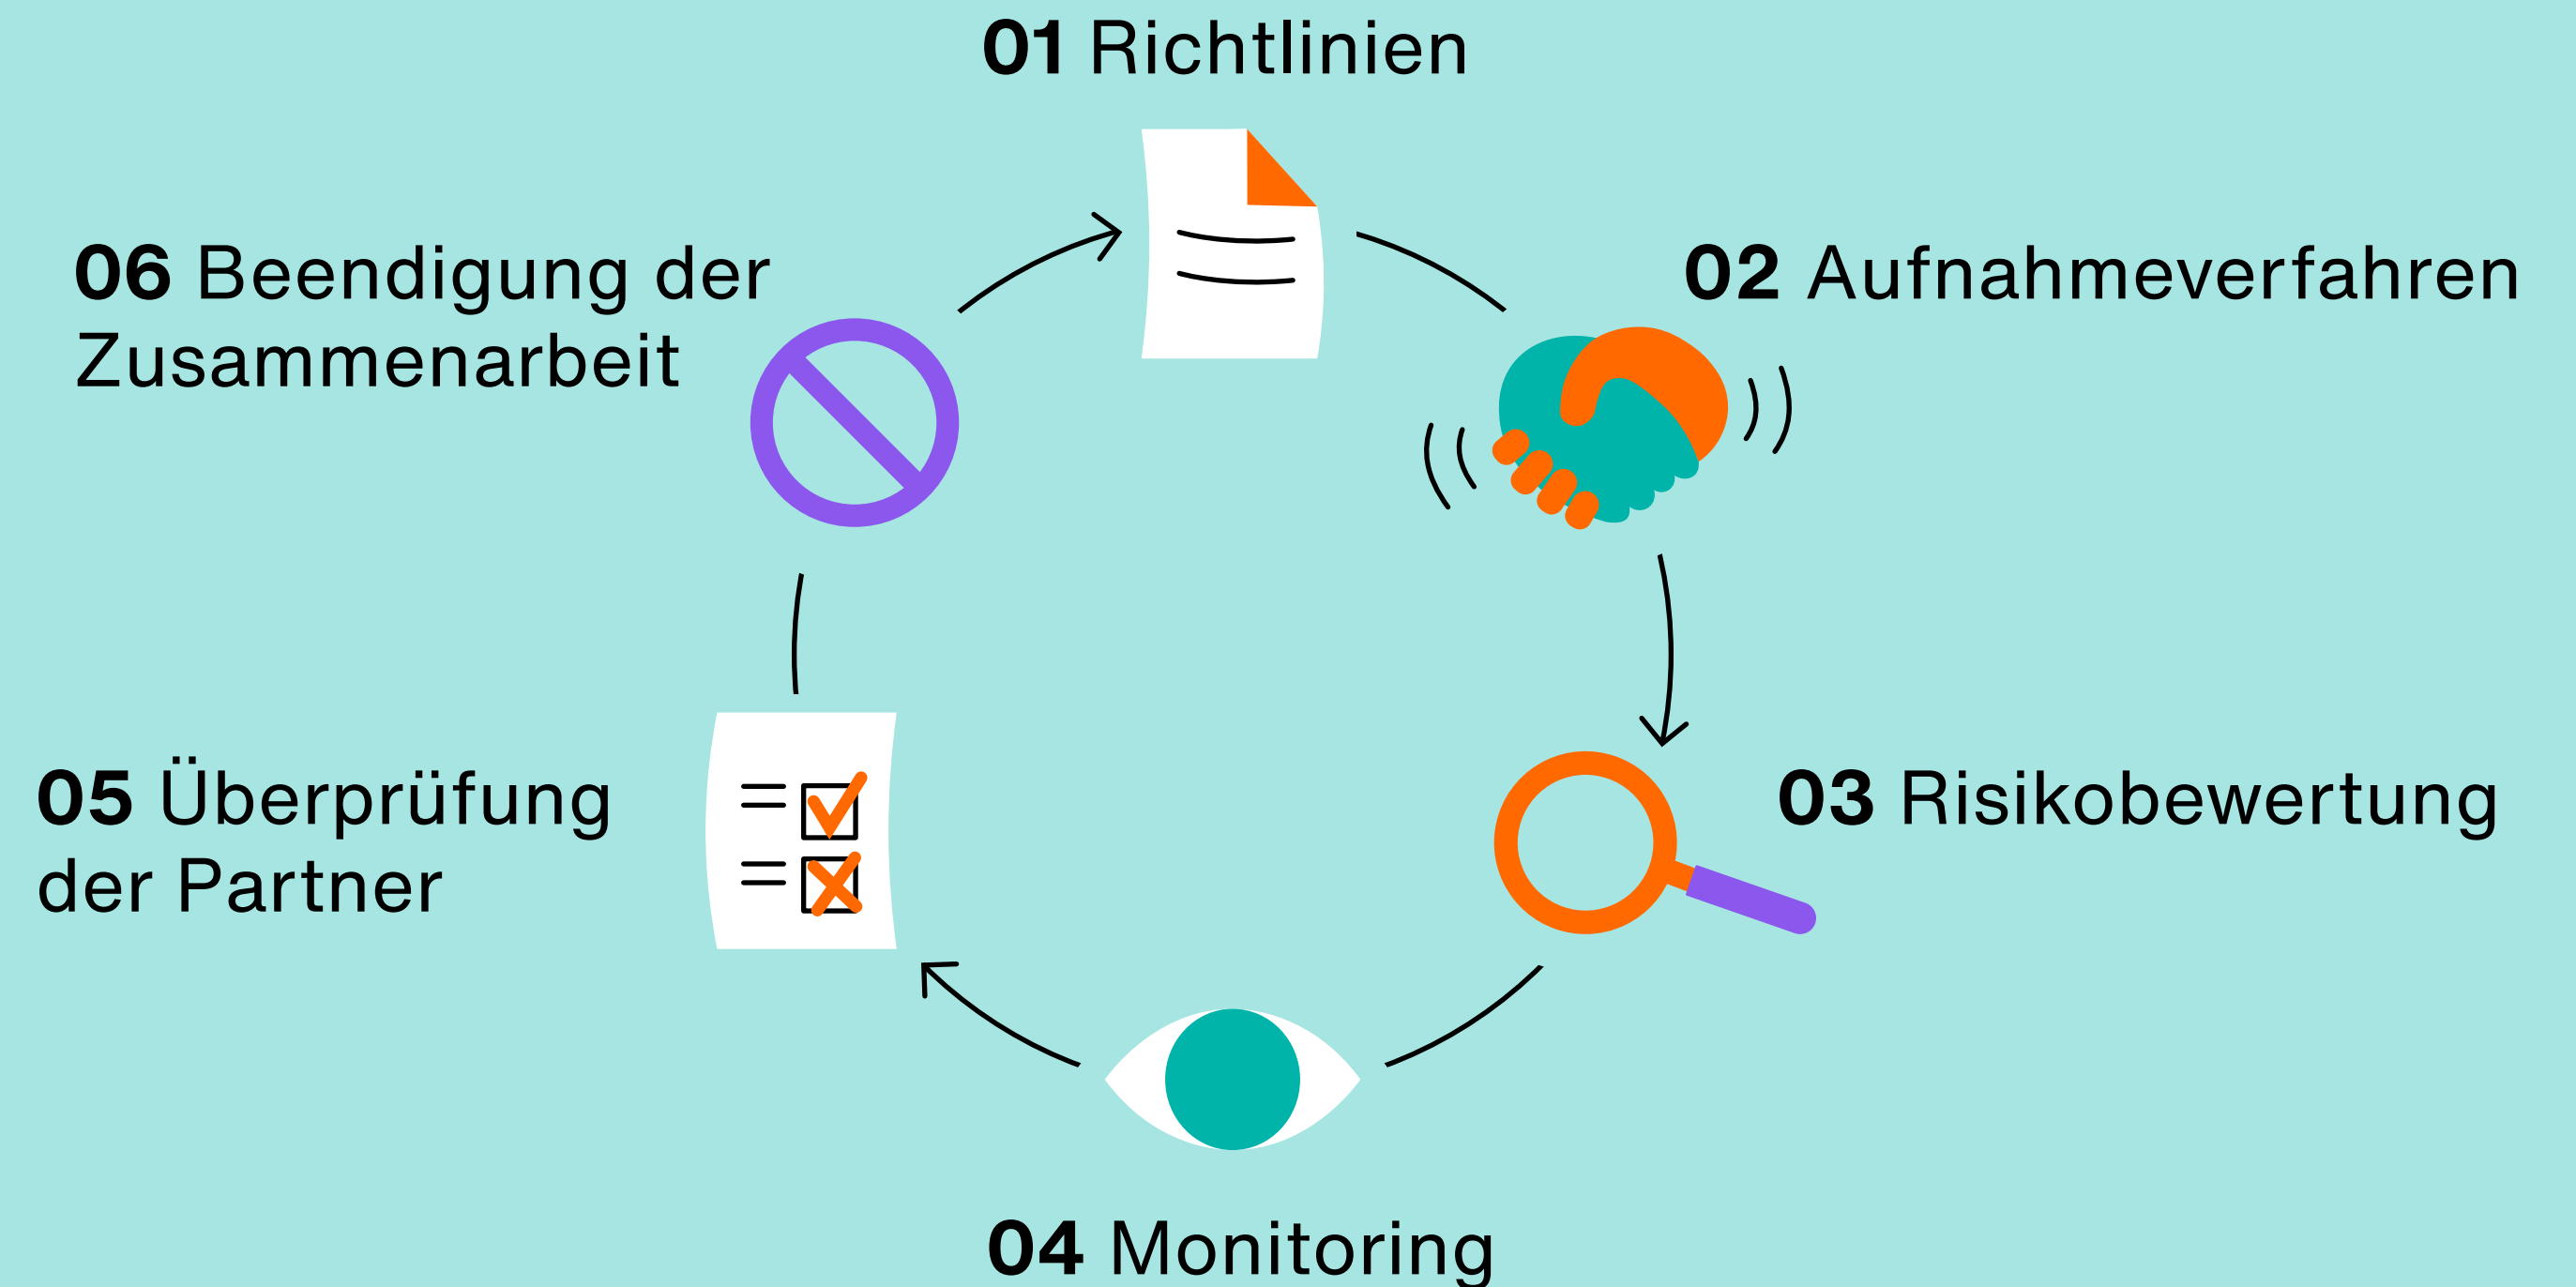 01 Richtlinien
02 Aufnahmeverfahren
03 Risikobewertung
04 Monitoring
05 Überprüfung
der Partner
06 Beendigung der
Zusammenarbeit